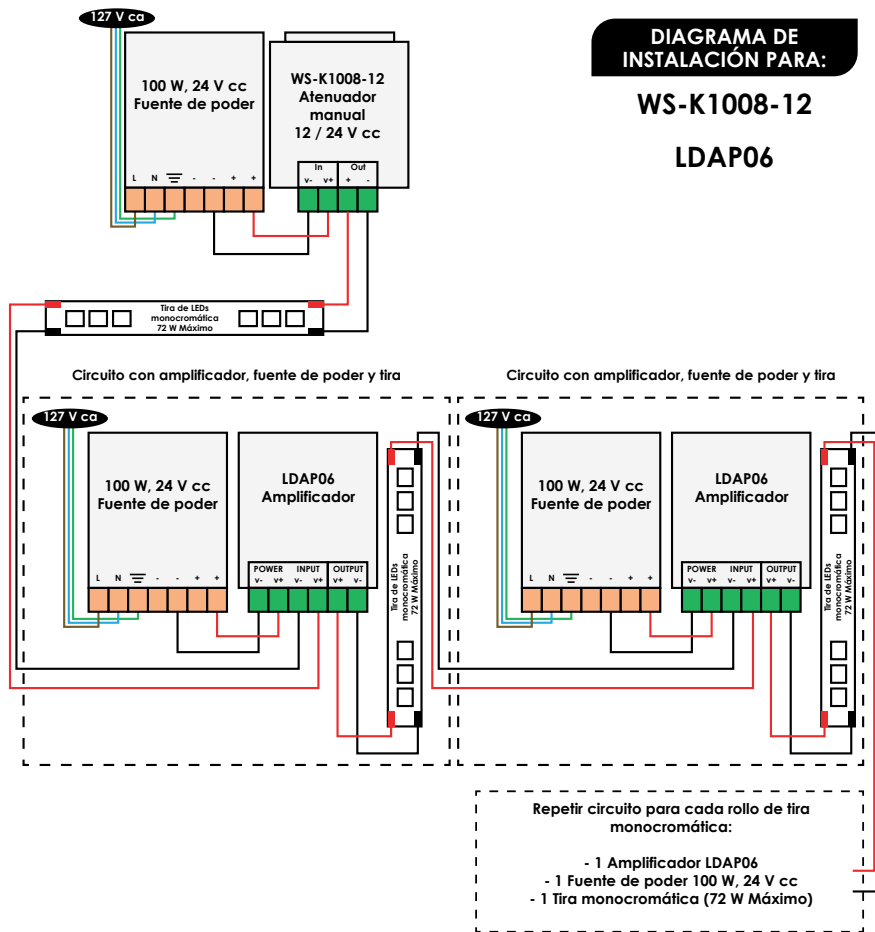 127 V ca
DIAGRAMA DE
INSTALACIÓN PARA:
WS-K1008-12
LDAP06
100 W, 24 V cc
Fuente de poder
L N - - + +
WS-K1008-12
Atenuador
manual
12 / 24 V cc
In Out
v- v+ + -
Tira de LEDs
monocromática
72 W Máximo
Circuito con amplificador, fuente de poder y tira
127 V ca
100 W, 24 V cc
Fuente de poder
L N - - + +
LDAP06
Amplificador
POWER INPUT OUTPUT
v- v+ v- v+ v+ v-
Tira de LEDs
monocromática
72 W Máximo
Circuito con amplificador, fuente de poder y tira
127 V ca
100 W, 24 V cc
Fuente de poder
L N - - + +
LDAP06
Amplificador
POWER INPUT OUTPUT
v- v+ v- v+ v+ v-
Tira de LEDs
monocromática
72 W Máximo
Repetir circuito para cada rollo de tira
monocromática:
- 1 Amplificador LDAP06
- 1 Fuente de poder 100 W, 24 V cc
- 1 Tira monocromática (72 W Máximo)